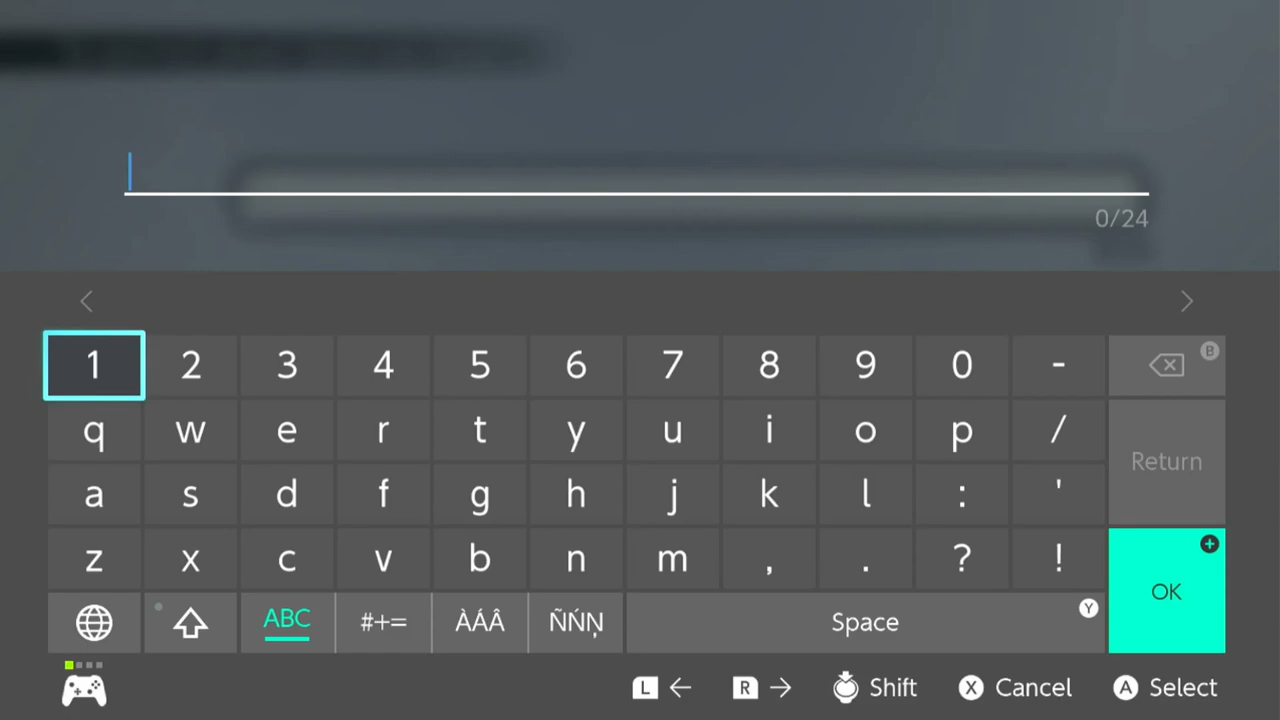 0/24
1 2 3 4 5 6 7 8 9 0 - B
q w e r t y u i o p /
Return
a s d f g h j k l : '
z x c v b n m , . ? ! +
OK
ABC #+= ÀÁÂ ÑŃŅ Space Y
L ← R → Shift X Cancel A Select